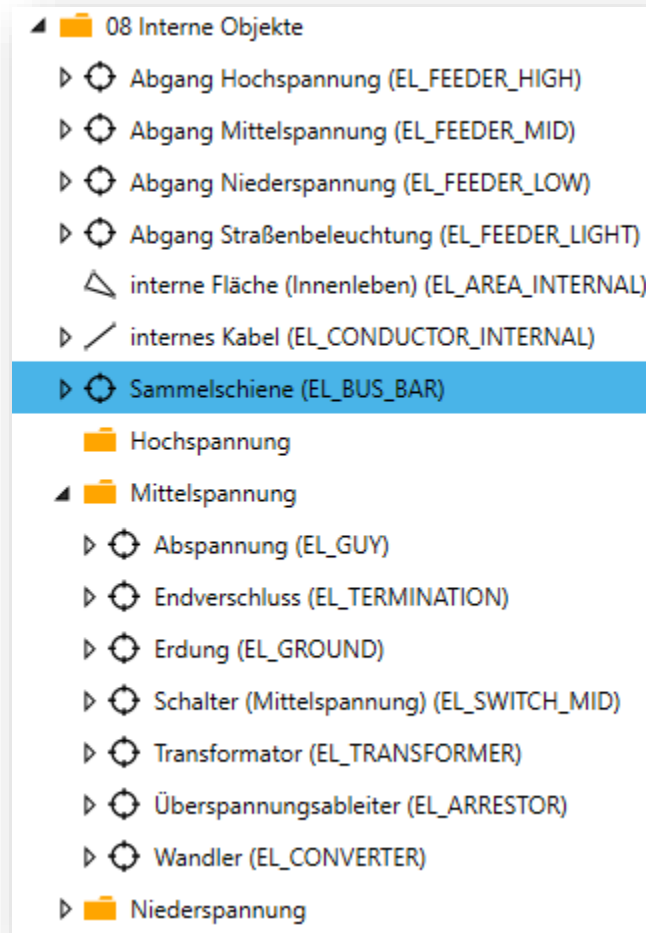 08 Interne Objekte
Abgang Hochspannung (EL_FEEDER_HIGH)
Abgang Mittelspannung (EL_FEEDER_MID)
Abgang Niederspannung (EL_FEEDER_LOW)
Abgang Straßenbeleuchtung (EL_FEEDER_LIGHT)
interne Fläche (Innenleben) (EL_AREA_INTERNAL)
internes Kabel (EL_CONDUCTOR_INTERNAL)
Sammelschiene (EL_BUS_BAR)
Hochspannung
Mittelspannung
Abspannung (EL_GUY)
Endverschluss (EL_TERMINATION)
Erdung (EL_GROUND)
Schalter (Mittelspannung) (EL_SWITCH_MID)
Transformator (EL_TRANSFORMER)
Überspannungsableiter (EL_ARRESTOR)
Wandler (EL_CONVERTER)
Niederspannung